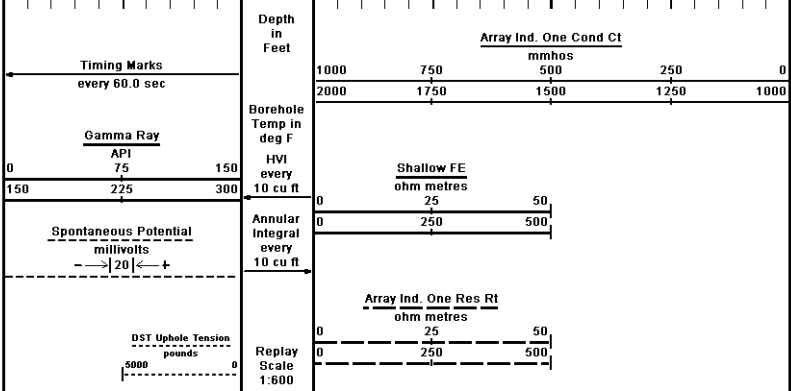 Timing Marks
every 60.0 sec
Gamma Ray
API
0 75 150
150 225 300
Spontaneous Potential
millivolts
- 20 +
DST Uphole Tension
pounds
5000 0
Depth
in
Feet
Borehole
Temp in
deg F
HVI
every
10 cu ft
Annular
Integral
every
10 cu ft
Replay
Scale
1:600
Array Ind. One Cond Ct
mmhos
1000 750 500 250 0
2000 1750 1500 1250 1000
Shallow FE
ohm metres
0 25 50
0 250 500
Array Ind. One Res Rt
ohm metres
0 25 50
0 250 500